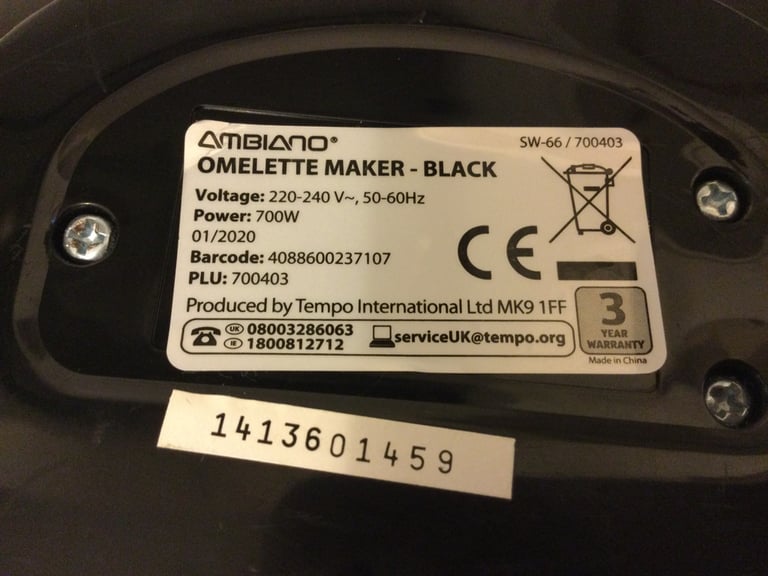 AMBIANO®
SW-66 / 700403
OMELETTE MAKER - BLACK
Voltage: 220-240 V~, 50-60Hz
Power: 700W
01/2020
Barcode: 4088600237107
PLU: 700403
CE
Produced by Tempo International Ltd MK9 1FF
UK 08003286063
IE 1800812712
serviceUK@tempo.org
3
YEAR
WARRANTY
Made in China
1413601459